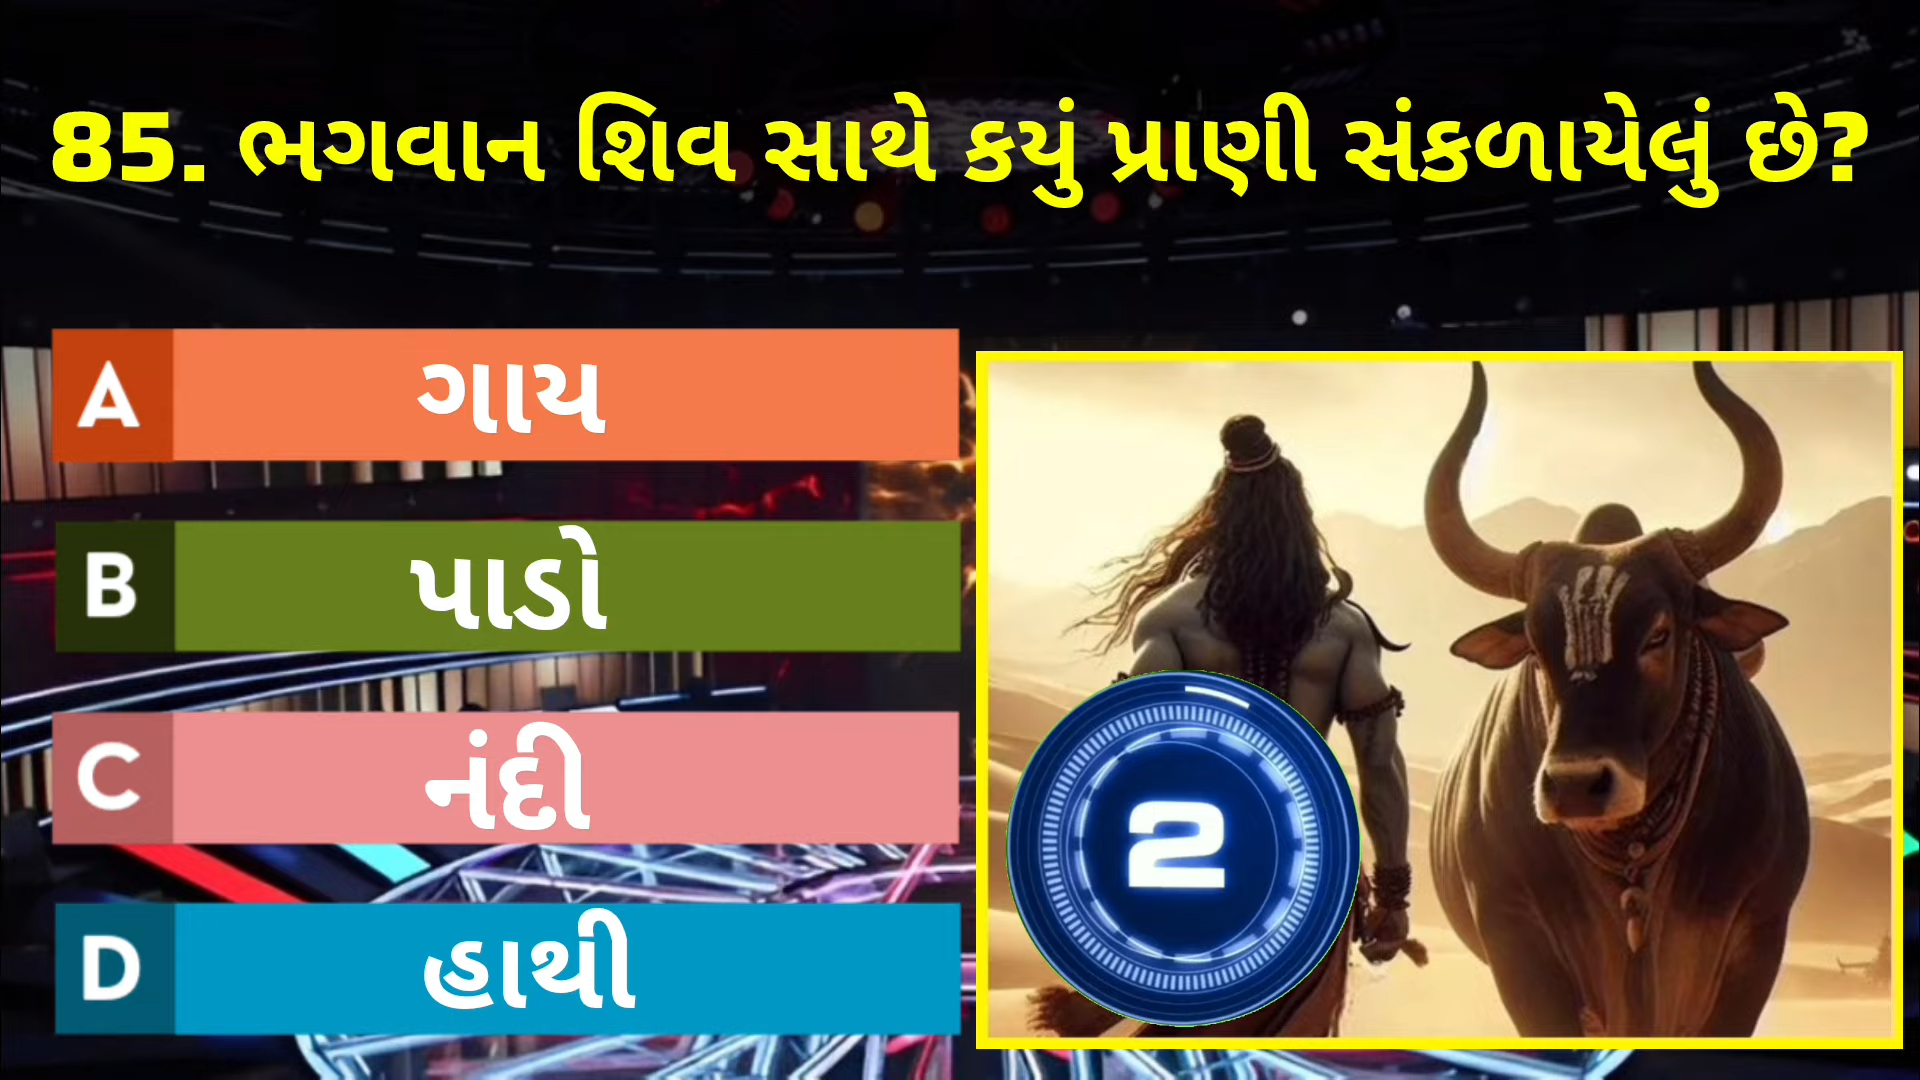 85. ભગવાન શિવ સાથે કયું પ્રાણી સંકળાયેલું છે?
A ગાય
B પાડો
C નંદી
D હાથી
2